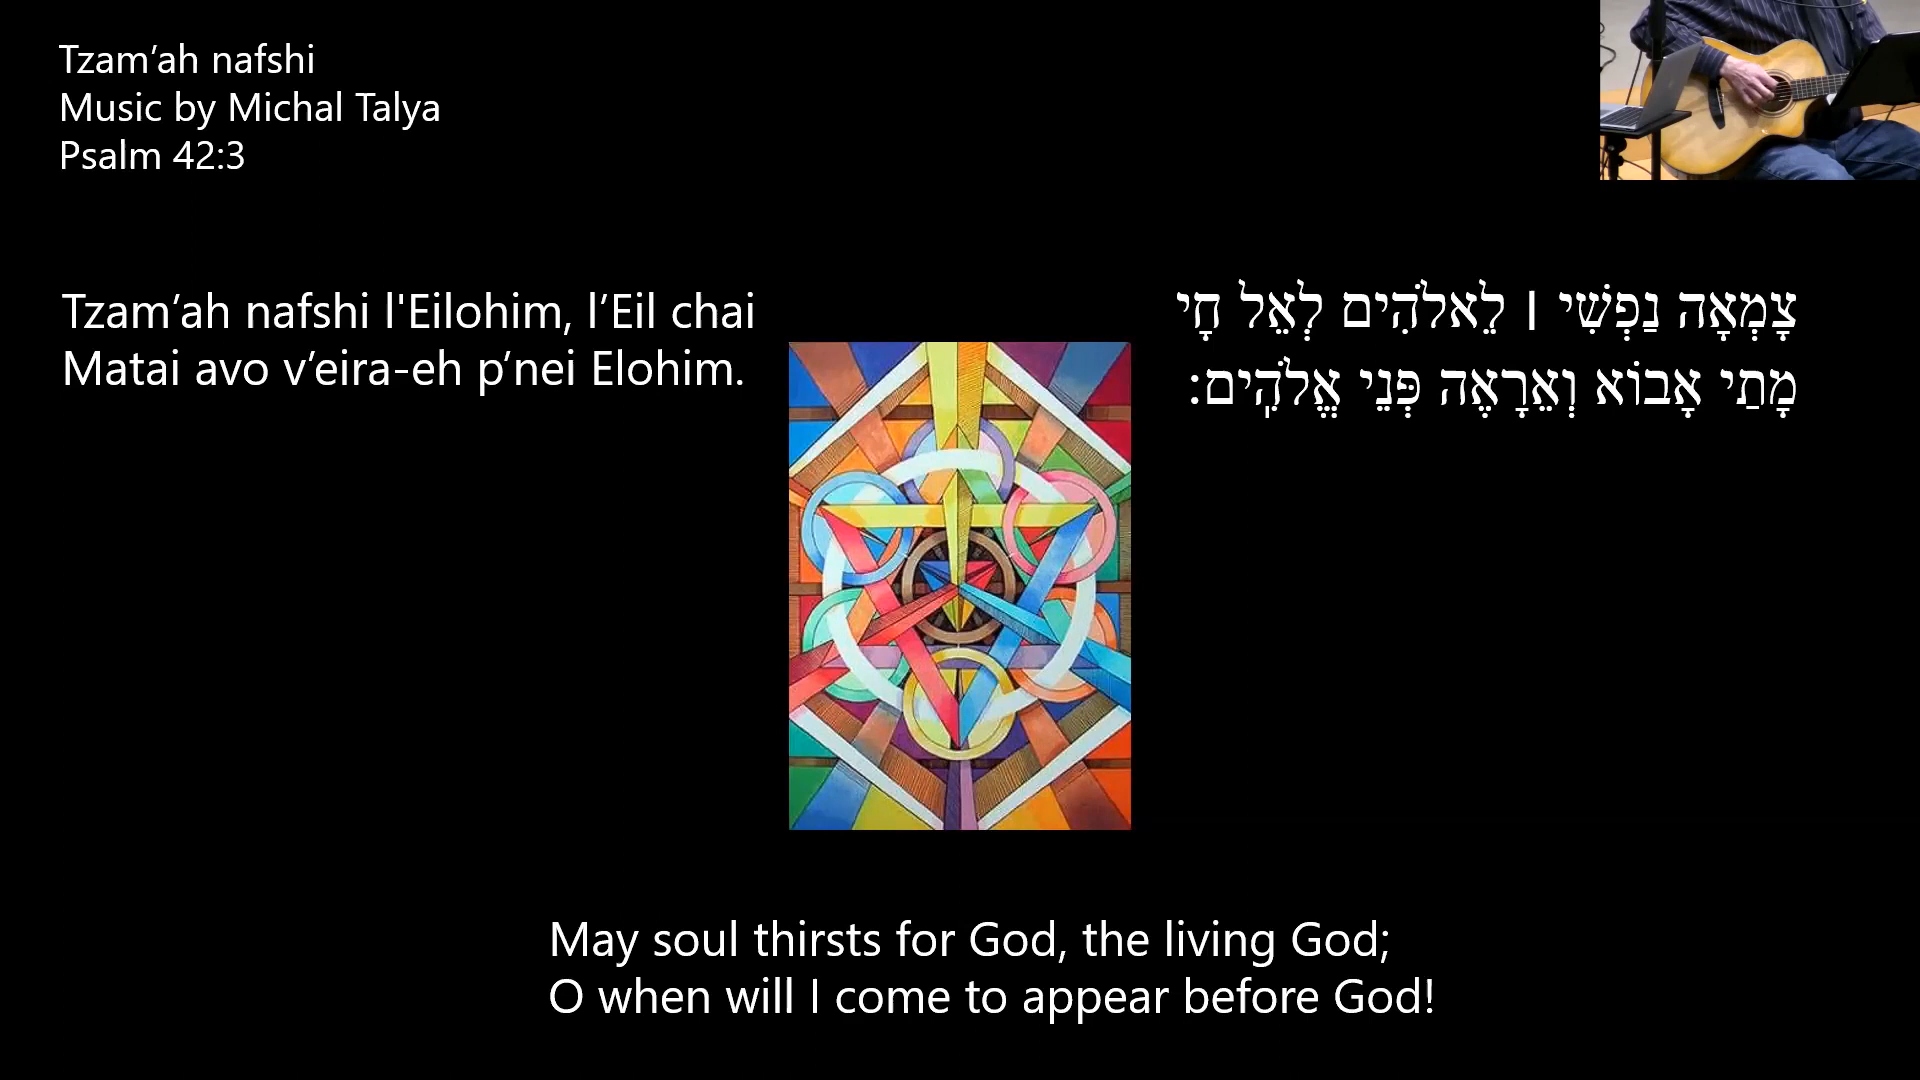 Tzam’ah nafshi
Music by Michal Talya
Psalm 42:3
Tzam’ah nafshi l'Eilohim, l’Eil chai
Matai avo v’eira-eh p’nei Elohim.
צָמְאָה נַפְשִׁי ׀ לֵאלֹהִים לְאֵל חָי
מָתַי אָבוֹא וְאֵרָאֶה פְּנֵי אֱלֹהִֽים׃
May soul thirsts for God, the living God;
O when will I come to appear before God!